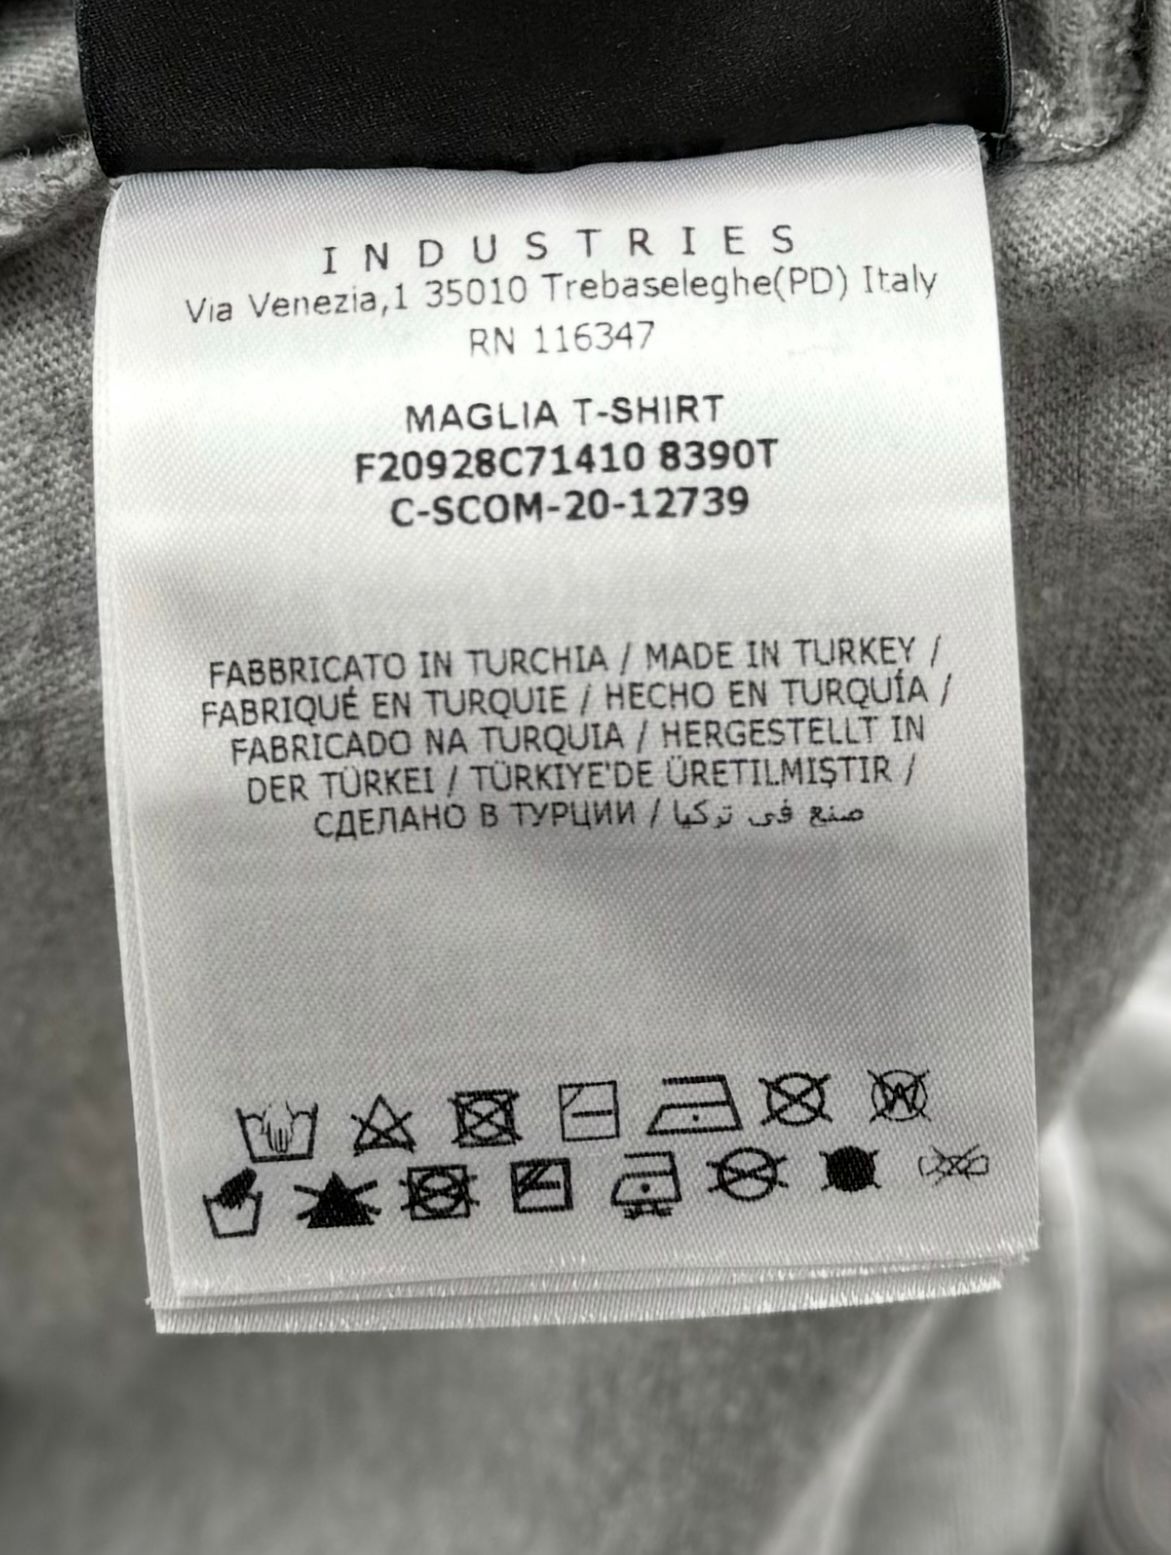 INDUSTRIES
Via Venezia,1 35010 Trebaseleghe(PD) Italy
RN 116347
MAGLIA T-SHIRT
F20928C71410 8390T
C-SCOM-20-12739
FABBRICATO IN TURCHIA / MADE IN TURKEY /
FABRIQUÉ EN TURQUIE / HECHO EN TURQUÍA /
FABRICADO NA TURQUIA / HERGESTELLT IN
DER TÜRKEI / TÜRKIYE'DE ÜRETILMIŞTIR /
СДЕЛАНО В ТУРЦИИ / صنع فى تركيا
W